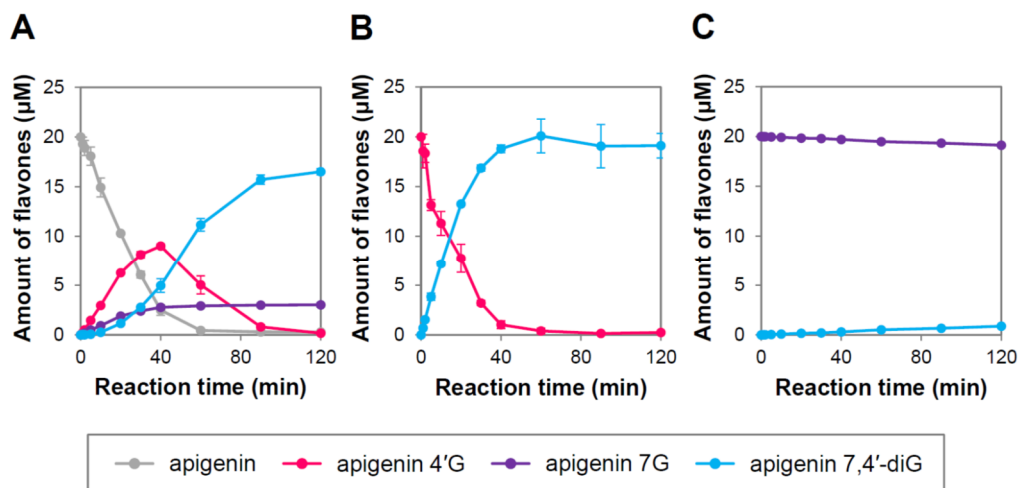 A
B
C
Amount of flavones (µM)
25
20
15
10
5
0
0
40
80
120
Reaction time (min)
Amount of flavones (µM)
25
20
15
10
5
0
0
40
80
120
Reaction time (min)
Amount of flavones (µM)
25
20
15
10
5
0
0
40
80
120
Reaction time (min)
apigenin
apigenin 4′G
apigenin 7G
apigenin 7,4′-diG